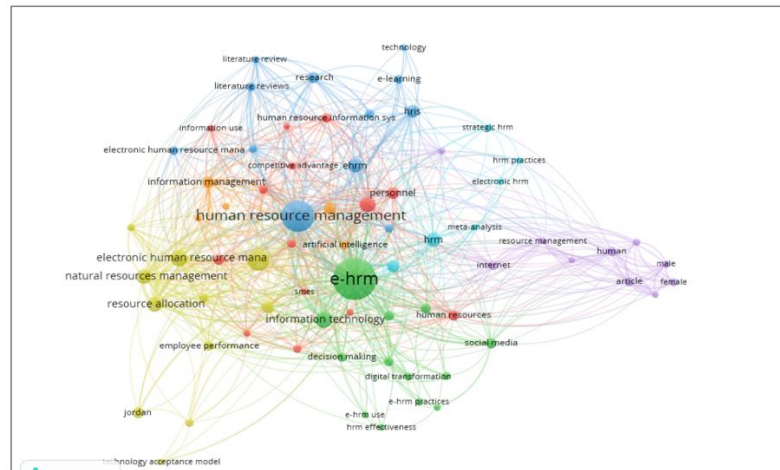 technology
literature review
research
e-learning
literature reviews
hris
human resource information sys
information use
strategic hrm
electronic human resource mana
competitive advantage
ehrm
hrm practices
information management
personnel
electronic hrm
human resource management
meta-analysis
hrm
resource management
artificial intelligence
human
electronic human resource mana
internet
male
natural resources management
e-hrm
article
female
smes
resource allocation
information technology
human resources
employee performance
social media
decision making
digital transformation
e-hrm practices
jordan
e-hrm use
hrm effectiveness
technology acceptance model